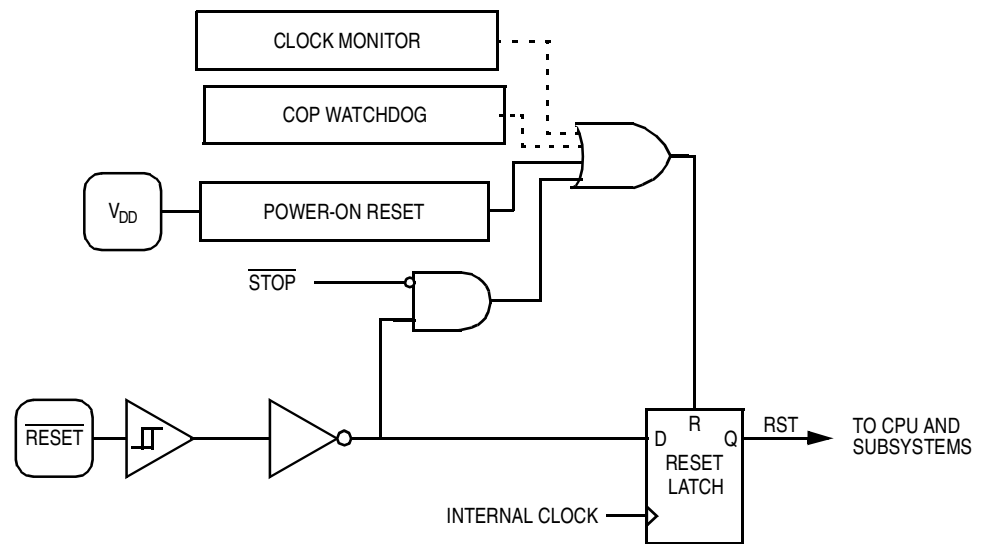 CLOCK MONITOR
COP WATCHDOG
VDD
POWER-ON RESET
STOP
RESET
D
R
Q
RESET
LATCH
RST
TO CPU AND
SUBSYSTEMS
INTERNAL CLOCK